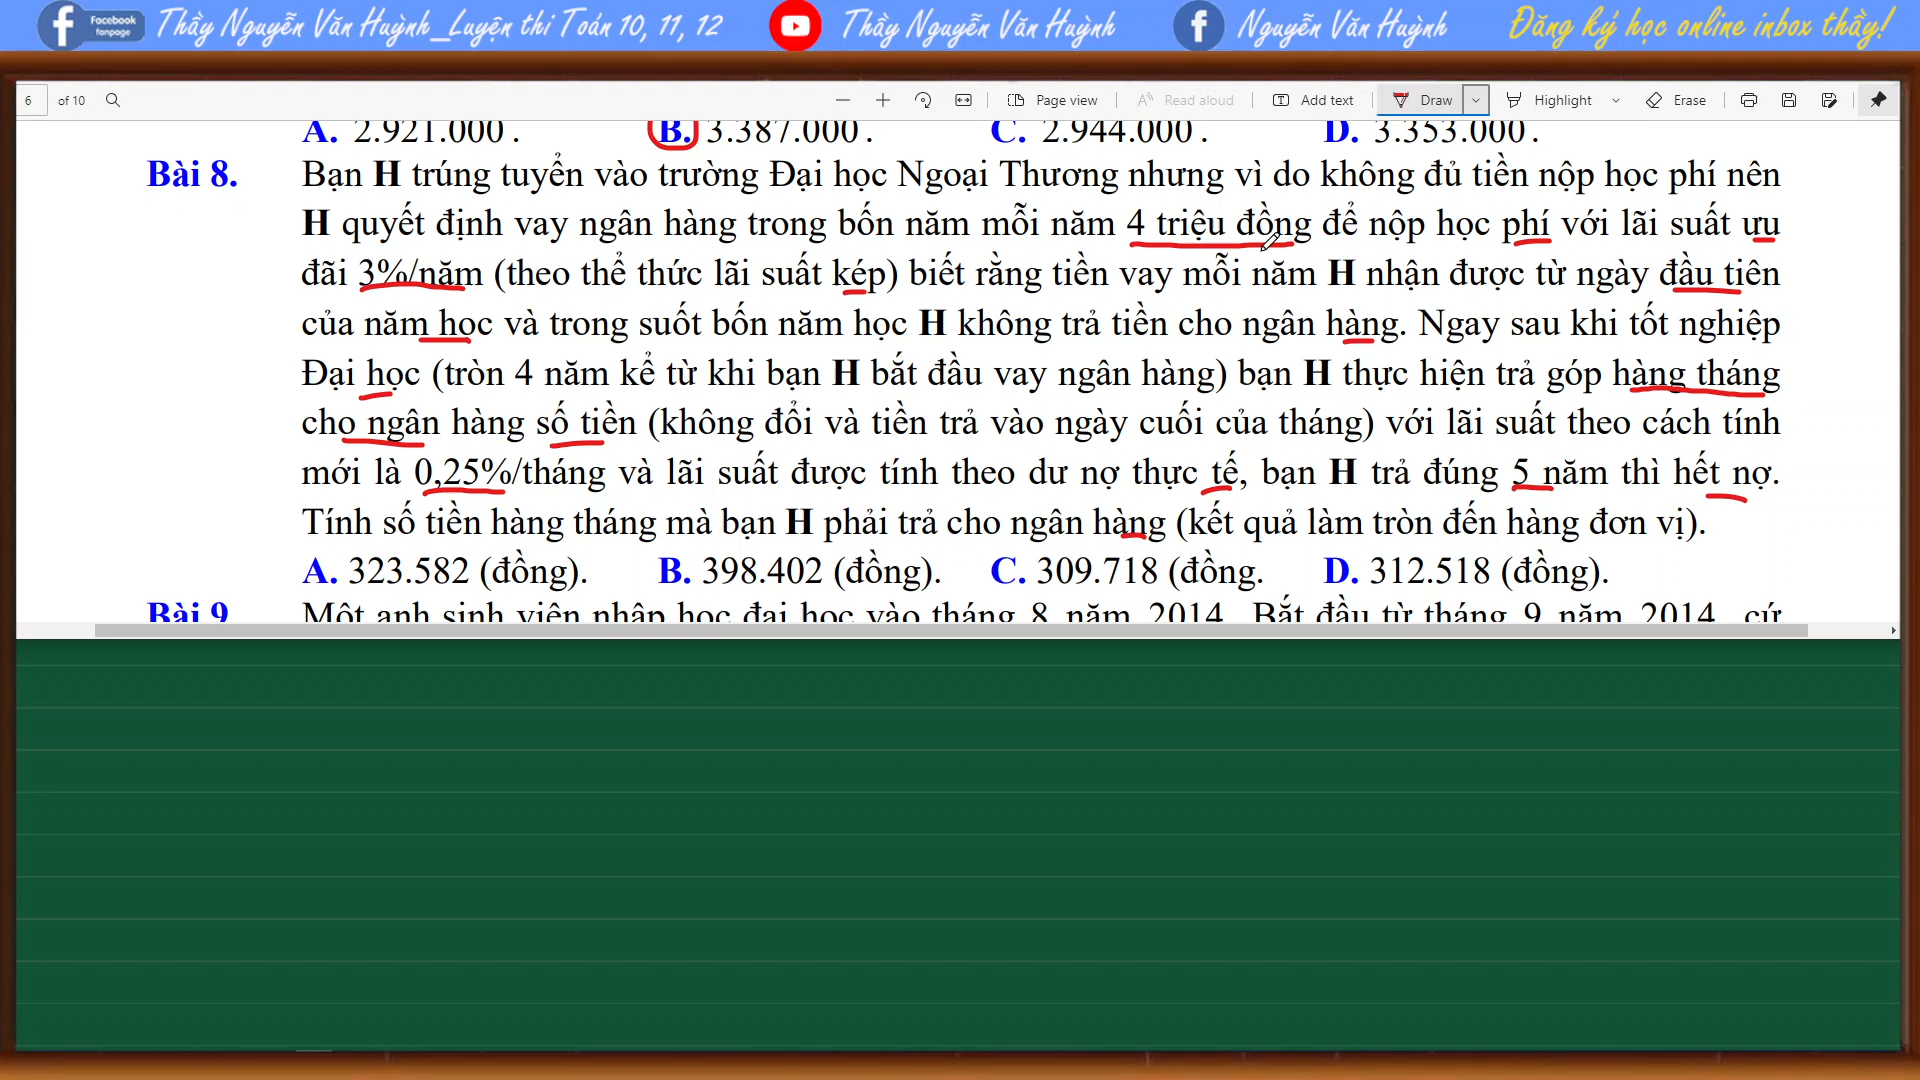 Facebook fanpage Thầy Nguyễn Văn Huỳnh_Luyện thi Toán 10, 11, 12 Thầy Nguyễn Văn Huỳnh f Nguyễn Văn Huỳnh Đăng ký học online inbox thầy!
6 of 10 Page view Read aloud Add text Draw Highlight Erase
A. 2.921.000. B. 3.387.000. C. 2.944.000. D. 3.353.000.
Bài 8. Bạn H trúng tuyển vào trường Đại học Ngoại Thương nhưng vì do không đủ tiền nộp học phí nên
H quyết định vay ngân hàng trong bốn năm mỗi năm 4 triệu đồng để nộp học phí với lãi suất ưu
đãi 3%/năm (theo thể thức lãi suất kép) biết rằng tiền vay mỗi năm H nhận được từ ngày đầu tiên
của năm học và trong suốt bốn năm học H không trả tiền cho ngân hàng. Ngay sau khi tốt nghiệp
Đại học (tròn 4 năm kể từ khi bạn H bắt đầu vay ngân hàng) bạn H thực hiện trả góp hàng tháng
cho ngân hàng số tiền (không đổi và tiền trả vào ngày cuối của tháng) với lãi suất theo cách tính
mới là 0,25%/tháng và lãi suất được tính theo dư nợ thực tế, bạn H trả đúng 5 năm thì hết nợ.
Tính số tiền hàng tháng mà bạn H phải trả cho ngân hàng (kết quả làm tròn đến hàng đơn vị).
A. 323.582 (đồng). B. 398.402 (đồng). C. 309.718 (đồng. D. 312.518 (đồng).
Bài 9 Một anh sinh viên nhập học đại học vào tháng 8 năm 2014. Bắt đầu từ tháng 9 năm 2014, cứ